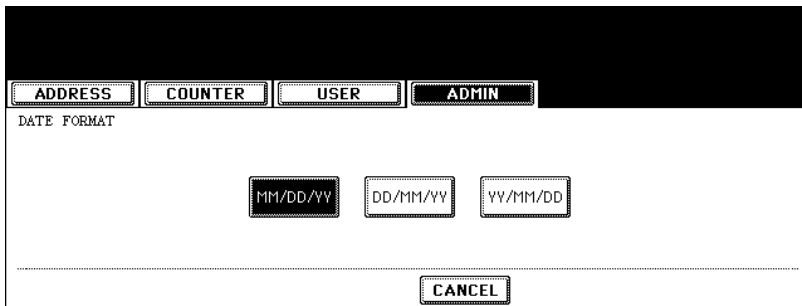 ADDRESS COUNTER USER ADMIN
DATE FORMAT
MM/DD/YY DD/MM/YY YY/MM/DD
CANCEL